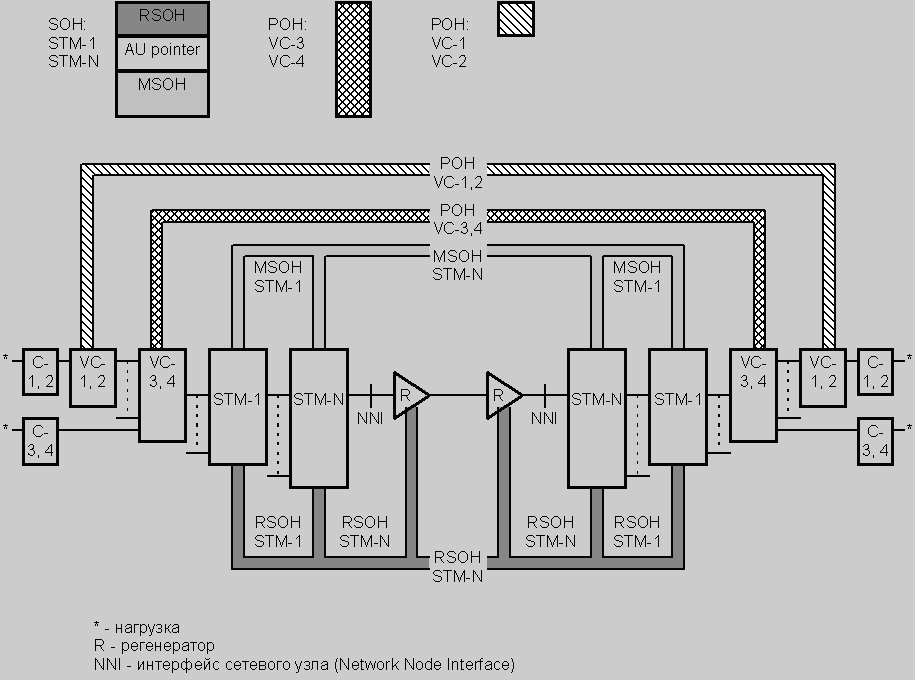 SOH:
STM-1
STM-N
RSOH
AU pointer
MSOH
POH:
VC-3
VC-4
POH:
VC-1
VC-2
POH
VC-1,2
POH
VC-3,4
MSOH
STM-N
MSOH
STM-1
MSOH
STM-1
*
C-
1, 2
VC-
1, 2
VC-
3, 4
STM-1
STM-N
NNI
R
R
NNI
STM-N
STM-1
VC-
3, 4
VC-
1, 2
C-
1, 2
*
*
C-
3, 4
C-
3, 4
*
RSOH
STM-1
RSOH
STM-N
RSOH
STM-N
RSOH
STM-1
RSOH
STM-N
* - нагрузка
R - регенератор
NNI - интерфейс сетевого узла (Network Node Interface)